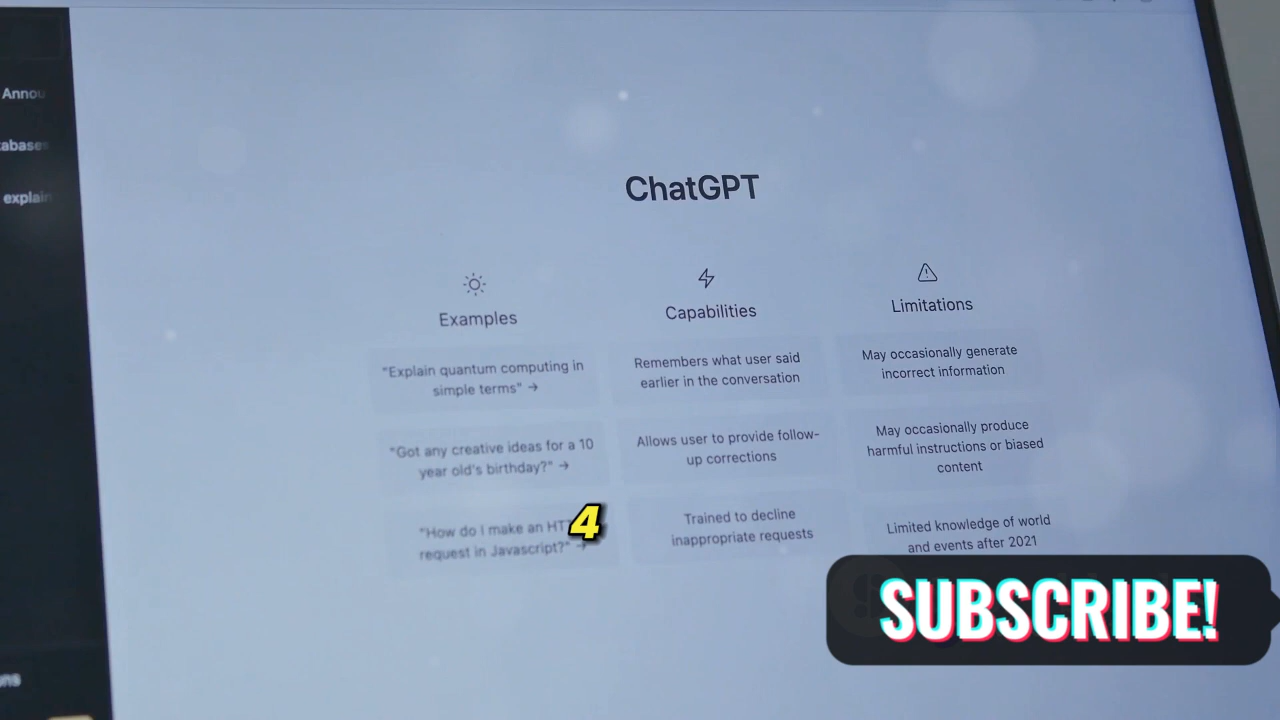 Annou
tabases
explain
ChatGPT
Examples
"Explain quantum computing in
simple terms" →
"Got any creative ideas for a 10
year old's birthday?" →
"How do I make an HT
request in Javascript?" →
Capabilities
Remembers what user said
earlier in the conversation
Allows user to provide follow-
up corrections
Trained to decline
inappropriate requests
Limitations
May occasionally generate
incorrect information
May occasionally produce
harmful instructions or biased
content
Limited knowledge of world
and events after 2021
4
SUBSCRIBE!